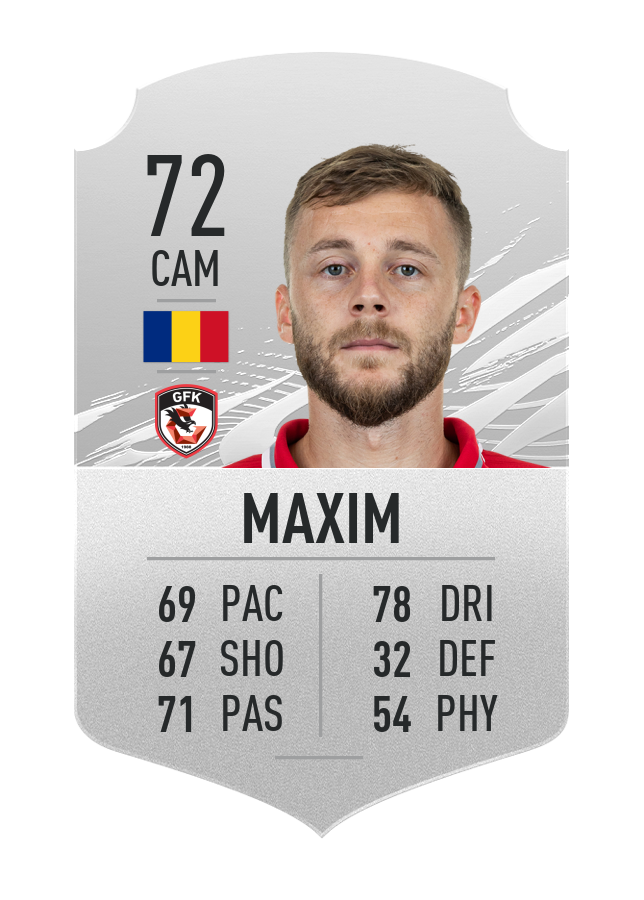 72
CAM
GFK
MAXIM
69 PAC 78 DRI
67 SHO 32 DEF
71 PAS 54 PHY